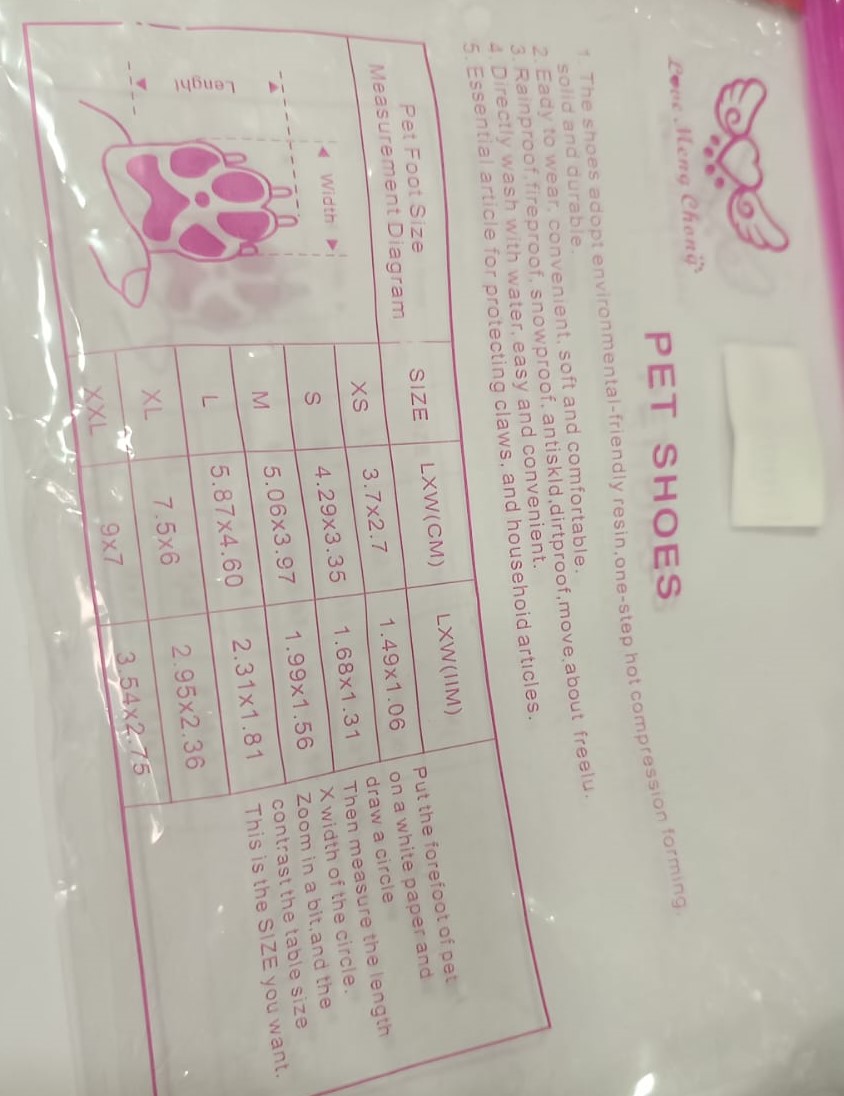 Love Meng Chong
PET SHOES
1. The shoes adopt environmental-friendly resin,one-step hot compression forming,
solid and durable.
2. Eady to wear, convenient, soft and comfortable.
3. Rainproof,fireproof, snowproof, antiskld,dirtproof,move,about freelu.
4. Directly wash with water, easy and convenient.
5. Essential article for protecting claws, and househoid articles.
Pet Foot Size
Measurement Diagram
Width
Lenght
SIZE LXW(CM) LXW(IIM)
XS 3.7x2.7 1.49x1.06
S 4.29x3.35 1.68x1.31
M 5.06x3.97 1.99x1.56
L 5.87x4.60 2.31x1.81
XL 7.5x6 2.95x2.36
XXL 9x7 3.54x2.75
Put the forefoot of pet
on a white paper and
draw a circle
Then measure the length
X width of the circle.
Zoom in a bit,and the
contrast the table size
This is the SIZE you want.